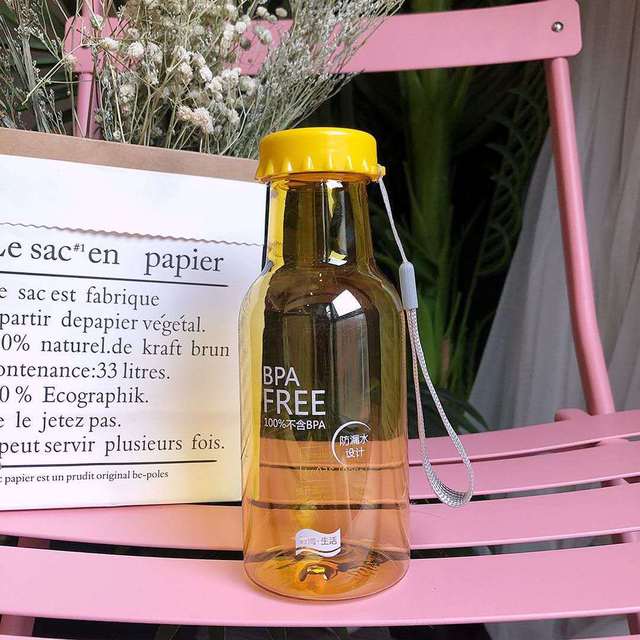 Le sac#1en papier
e sac est fabrique
partir depapier végétal.
0% naturel.de kraft brun
ontenance:33 litres.
0 % Ecographik.
e le jetez pas.
peut servir plusieurs fois.
papier est un prudit original be-poles
BPA
FREE
100%不含BPA
防漏水
设计
生活